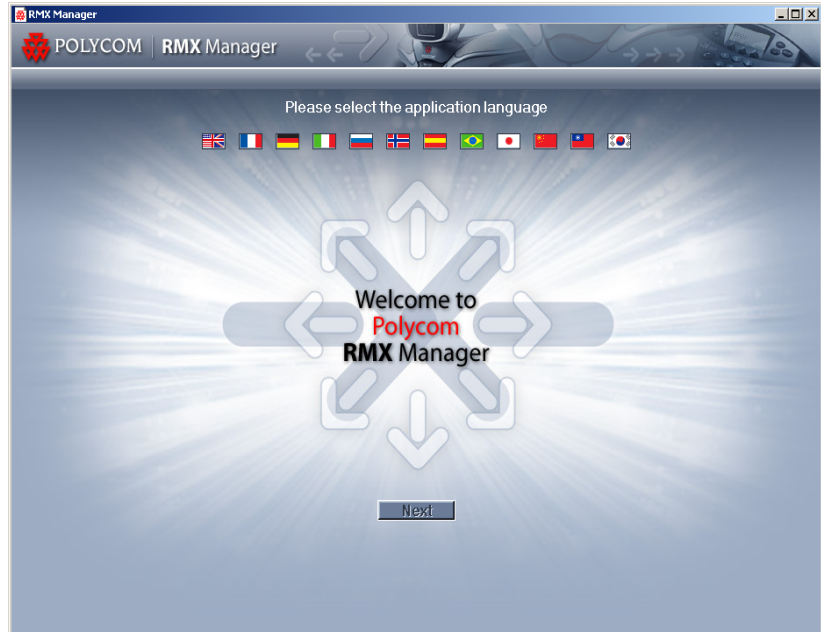 RMX Manager
POLYCOM RMX Manager
Please select the application language
Welcome to
Polycom
RMX Manager
Next